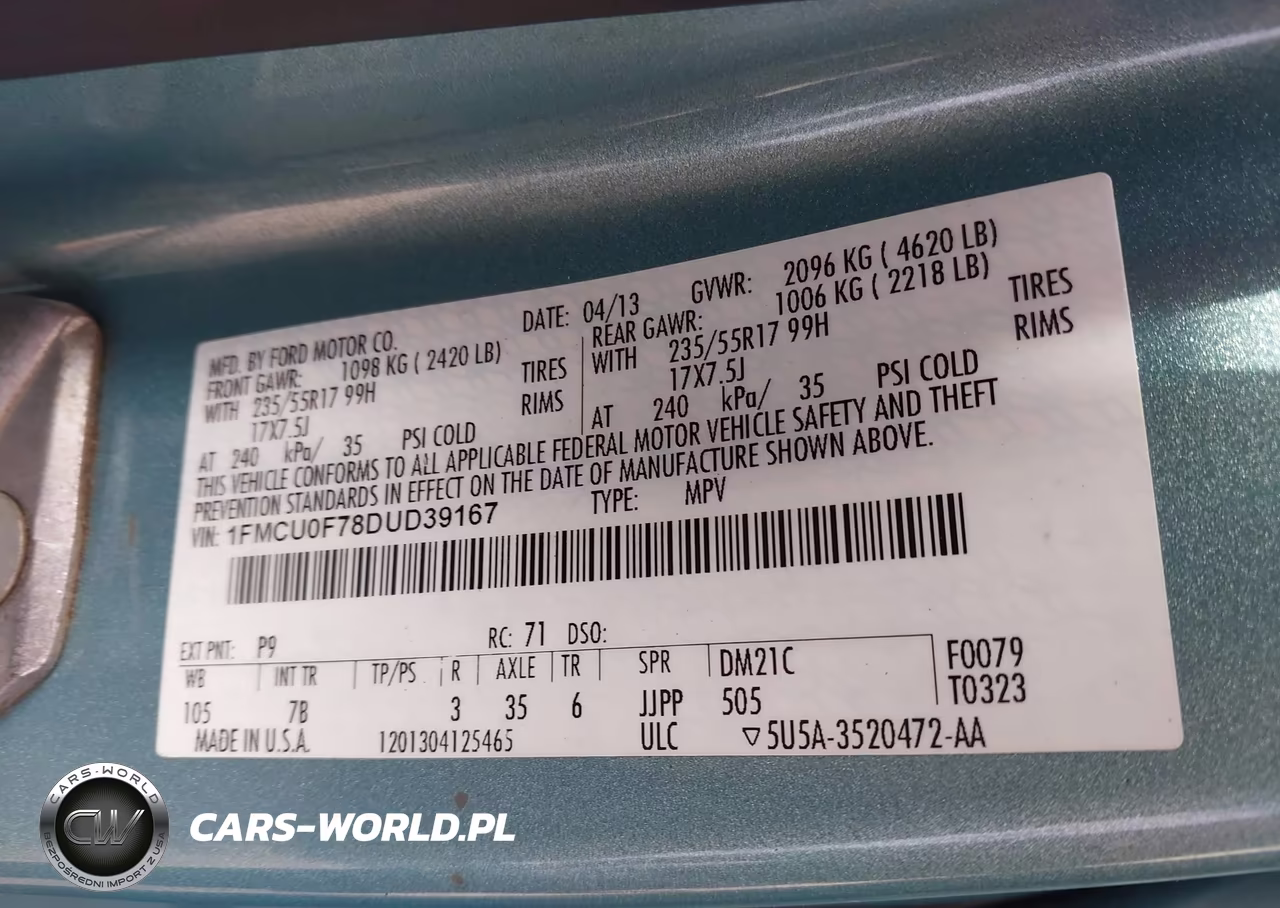 MFD. BY FORD MOTOR CO.
DATE: 04/13
GVWR: 2096 KG ( 4620 LB)
FRONT GAWR: 1098 KG ( 2420 LB)
WITH 235/55R17 99H TIRES
17X7.5J RIMS
AT 240 kPa/ 35 PSI COLD
REAR GAWR: 1006 KG ( 2218 LB)
WITH 235/55R17 99H TIRES
17X7.5J RIMS
AT 240 kPa/ 35 PSI COLD
THIS VEHICLE CONFORMS TO ALL APPLICABLE FEDERAL MOTOR VEHICLE SAFETY AND THEFT
PREVENTION STANDARDS IN EFFECT ON THE DATE OF MANUFACTURE SHOWN ABOVE.
VIN: 1FMCU0F78DUD39167
TYPE: MPV
EXT PNT: P9 RC: 71 DSO:
WB INT TR TP/PS R AXLE TR SPR DM21C F0079
105 7B 3 35 6 JJPP 505 T0323
MADE IN U.S.A. 1201304125465 ULC ▽5U5A-3520472-AA
CARS-WORLD
CW
BEZPOŚREDNI IMPORT Z USA
CARS-WORLD.PL